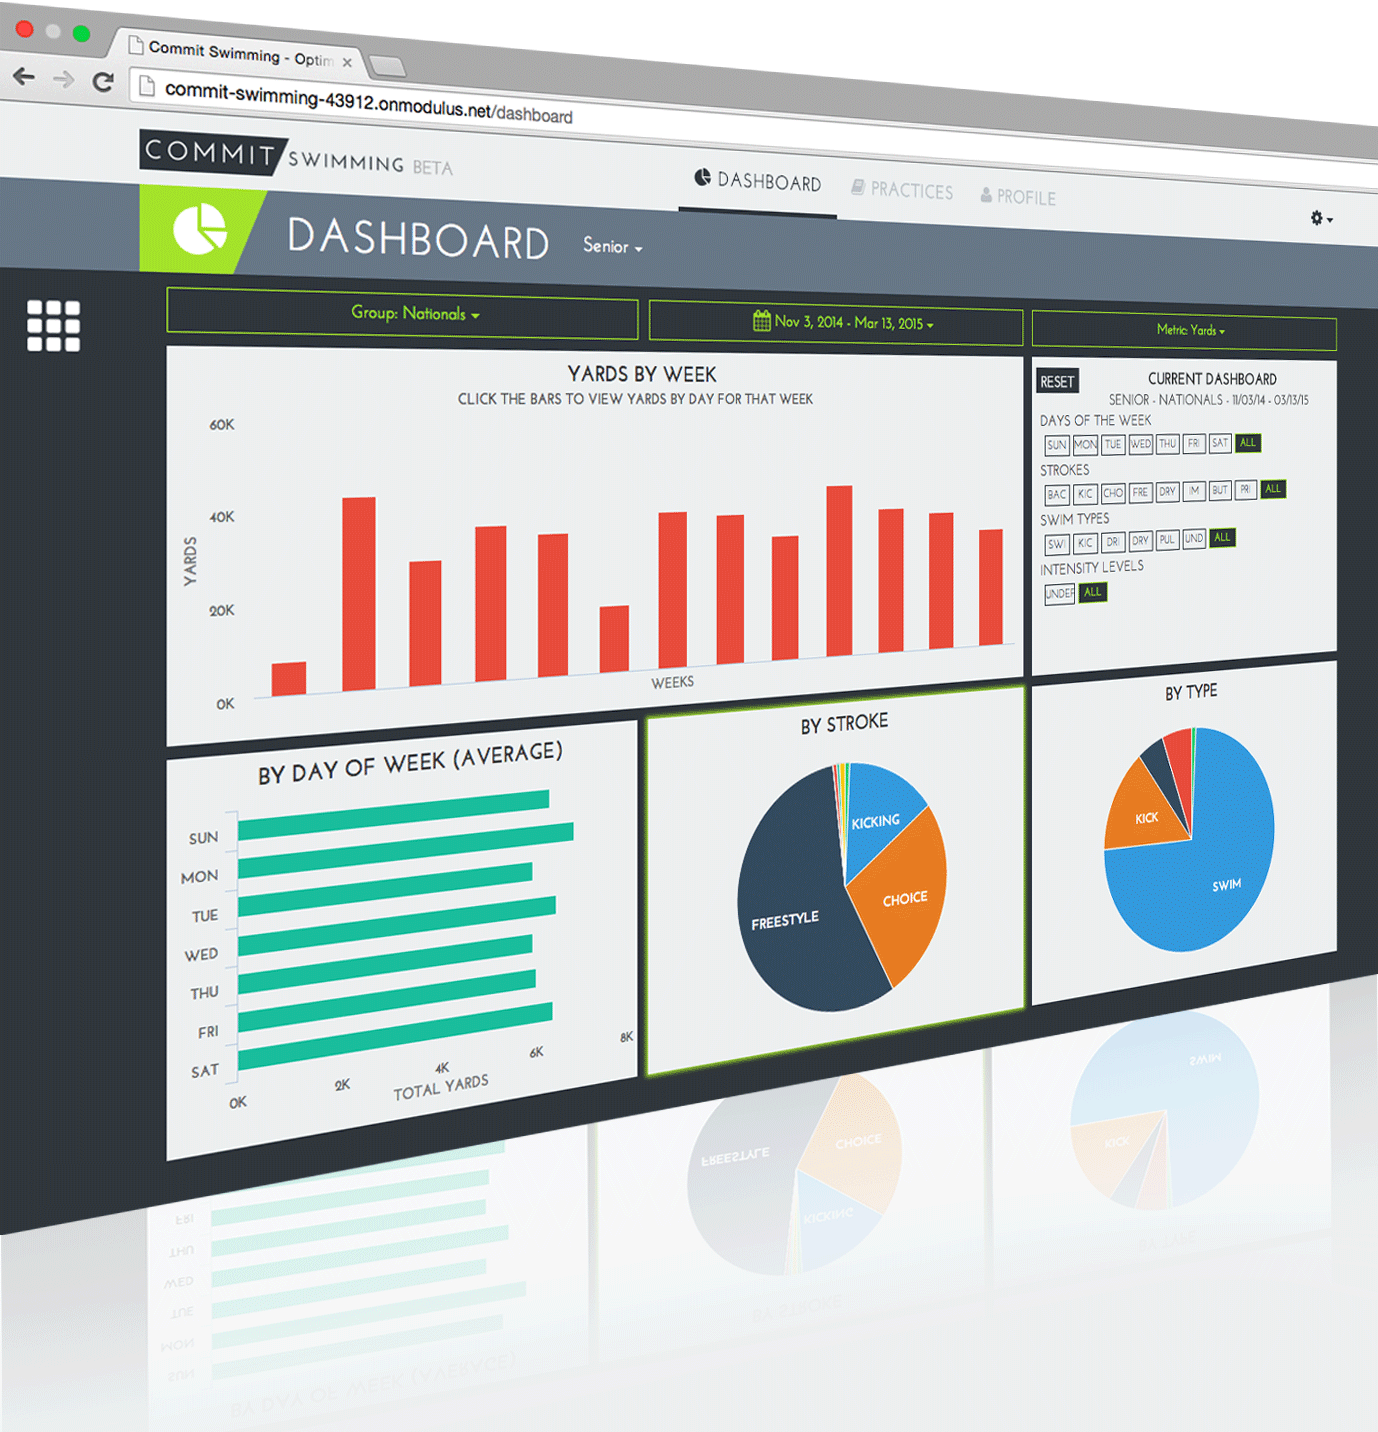 Commit Swimming - Optim
commit-swimming-43912.onmodulus.net/dashboard
COMMIT SWIMMING BETA
DASHBOARD PRACTICES PROFILE
DASHBOARD Senior
Group: Nationals
Nov 3, 2014 - Mar 13, 2015
Metric: Yards
YARDS BY WEEK
CLICK THE BARS TO VIEW YARDS BY DAY FOR THAT WEEK
60K
40K
20K
0K
YARDS
WEEKS
RESET
CURRENT DASHBOARD
SENIOR - NATIONALS - 11/03/14 - 03/13/15
DAYS OF THE WEEK
SUN MON TUE WED THU FRI SAT ALL
STROKES
BAC KIC CHO FRE DRY IM BUT PRI ALL
SWIM TYPES
SWI KIC DRI DRY PUL UND ALL
INTENSITY LEVELS
UNDEF ALL
BY DAY OF WEEK (AVERAGE)
SUN
MON
TUE
WED
THU
FRI
SAT
0K 2K 4K 6K 8K
TOTAL YARDS
BY STROKE
KICKING
CHOICE
FREESTYLE
BY TYPE
KICK
SWIM